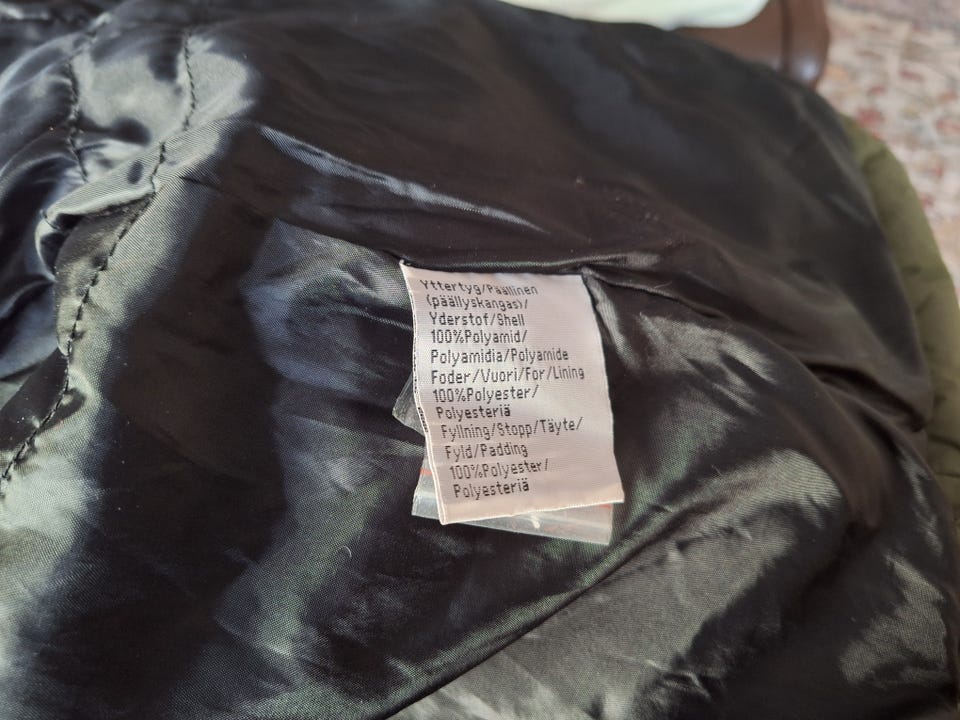 Yttertyg/Päällinen
(päällyskangas)/
Yderstof/Shell
100%Polyamid/
Polyamidia/Polyamide
Foder/Vuori/For/Lining
100%Polyester/
Polyesteriä
Fyllning/Stopp/Täyte/
Fyld/Padding
100%Polyester/
Polyesteriä